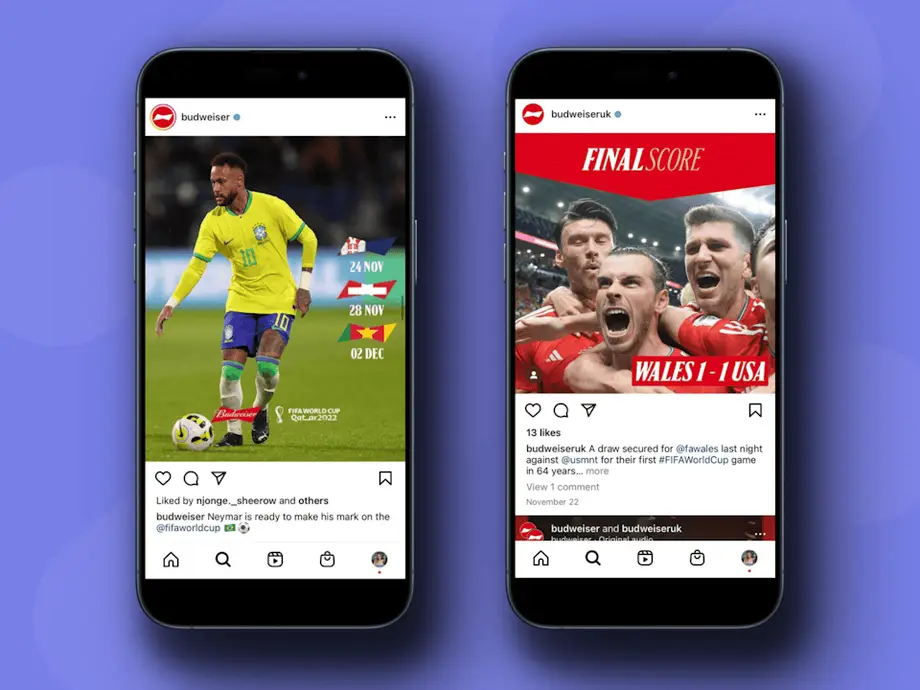 budweiser
10
24 NOV
28 NOV
02 DEC
10
Budweiser
FIFA WORLD CUP
Qatar2022
Liked by njonge._sheerow and others
budweiser Neymar is ready to make his mark on the
@fifaworldcup
budweiseruk
FINAL SCORE
WALES 1 - 1 USA
13 likes
budweiseruk A draw secured for @fawales last night
against @usmnt for their first #FIFAWorldCup game
in 64 years... more
View 1 comment
November 22
budweiser and budweiseruk
budweiser · Original audio